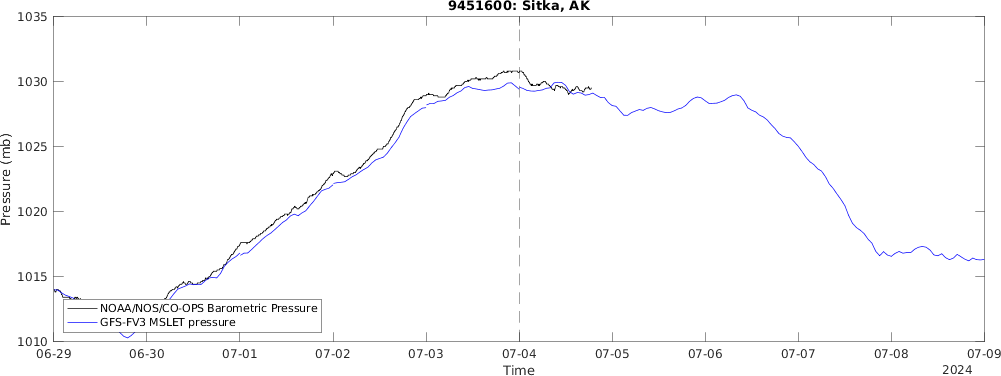 9451600: Sitka, AK
1035
1030
1025
1020
1015
1010
Pressure (mb)
NOAA/NOS/CO-OPS Barometric Pressure
GFS-FV3 MSLET pressure
06-29 06-30 07-01 07-02 07-03 07-04 07-05 07-06 07-07 07-08 07-09
Time
2024